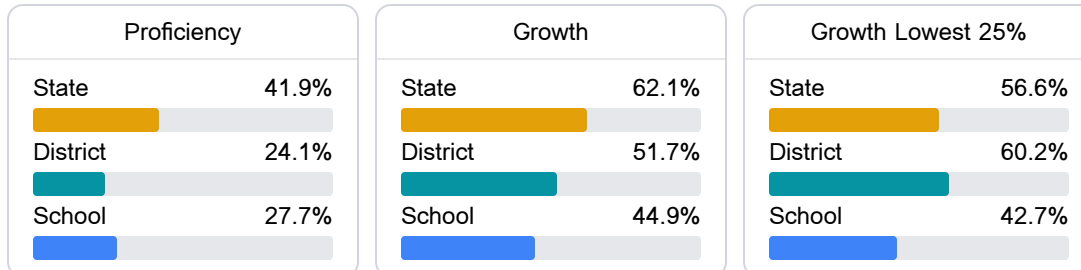 Proficiency
State 41.9%
District 24.1%
School 27.7%
Growth
State 62.1%
District 51.7%
School 44.9%
Growth Lowest 25%
State 56.6%
District 60.2%
School 42.7%